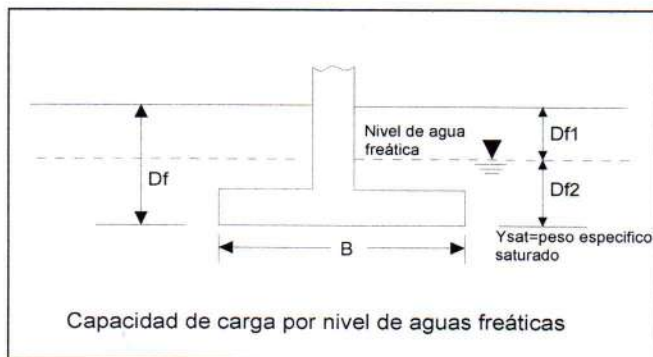 Df
Nivel de agua
freática
Df1
Df2
B
Ysat=peso especifico
saturado
Capacidad de carga por nivel de aguas freáticas